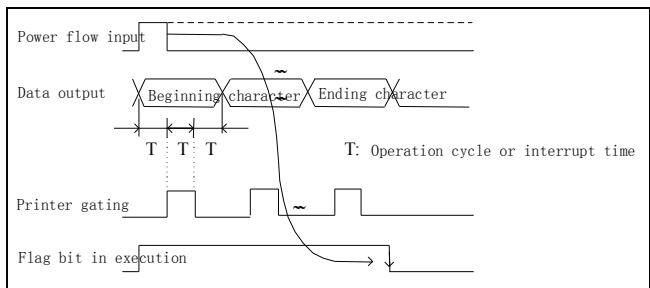 Power flow input
Data output
Beginning character
Ending character
T T T
T: Operation cycle or interrupt time
Printer gating
Flag bit in execution